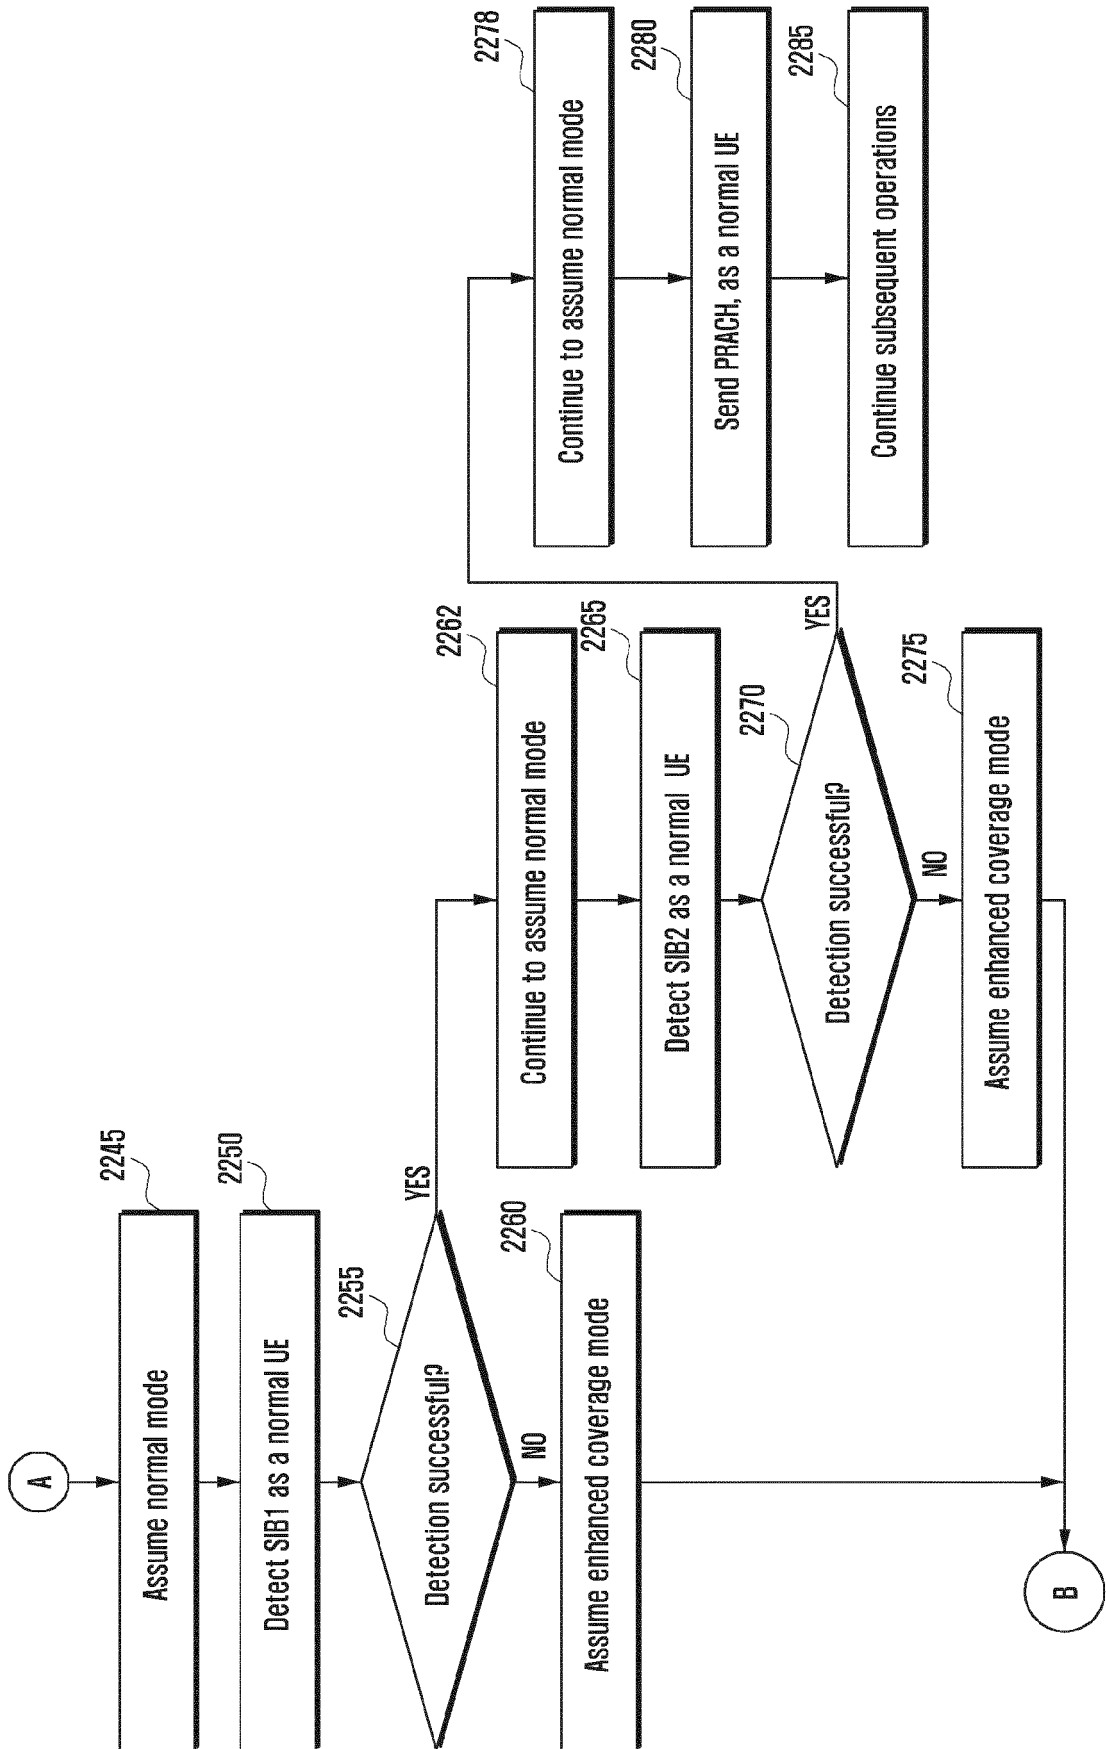 A
2245
Assume normal mode
2250
Detect SIB1 as a normal UE
2255
Detection successful?
YES
NO
2260
Assume enhanced coverage mode
2262
Continue to assume normal mode
2265
Detect SIB2 as a normal UE
2270
Detection successful?
YES
NO
2275
Assume enhanced coverage mode
2278
Continue to assume normal mode
2280
Send PRACH, as a normal UE
2285
Continue subsequent operations
B